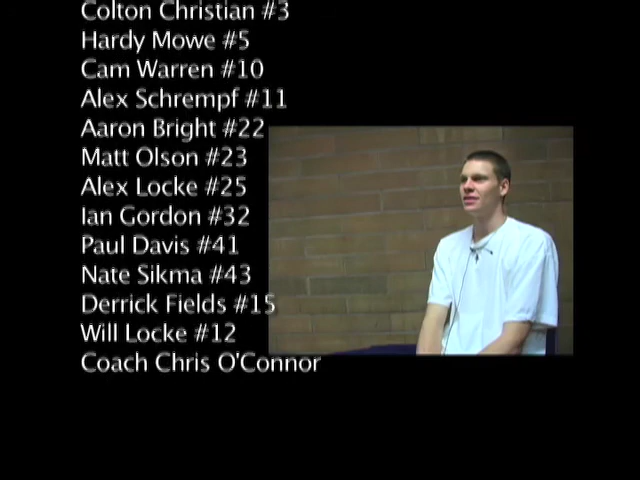 Colton Christian #3
Hardy Mowe #5
Cam Warren #10
Alex Schrempf #11
Aaron Bright #22
Matt Olson #23
Alex Locke #25
Ian Gordon #32
Paul Davis #41
Nate Sikma #43
Derrick Fields #15
Will Locke #12
Coach Chris O'Connor